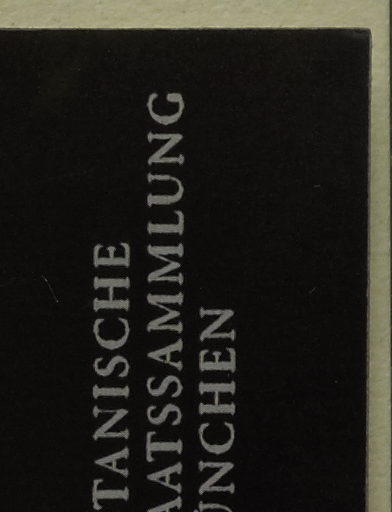 TANISCHE
AATSSAMMLUNG
ÜNCHEN